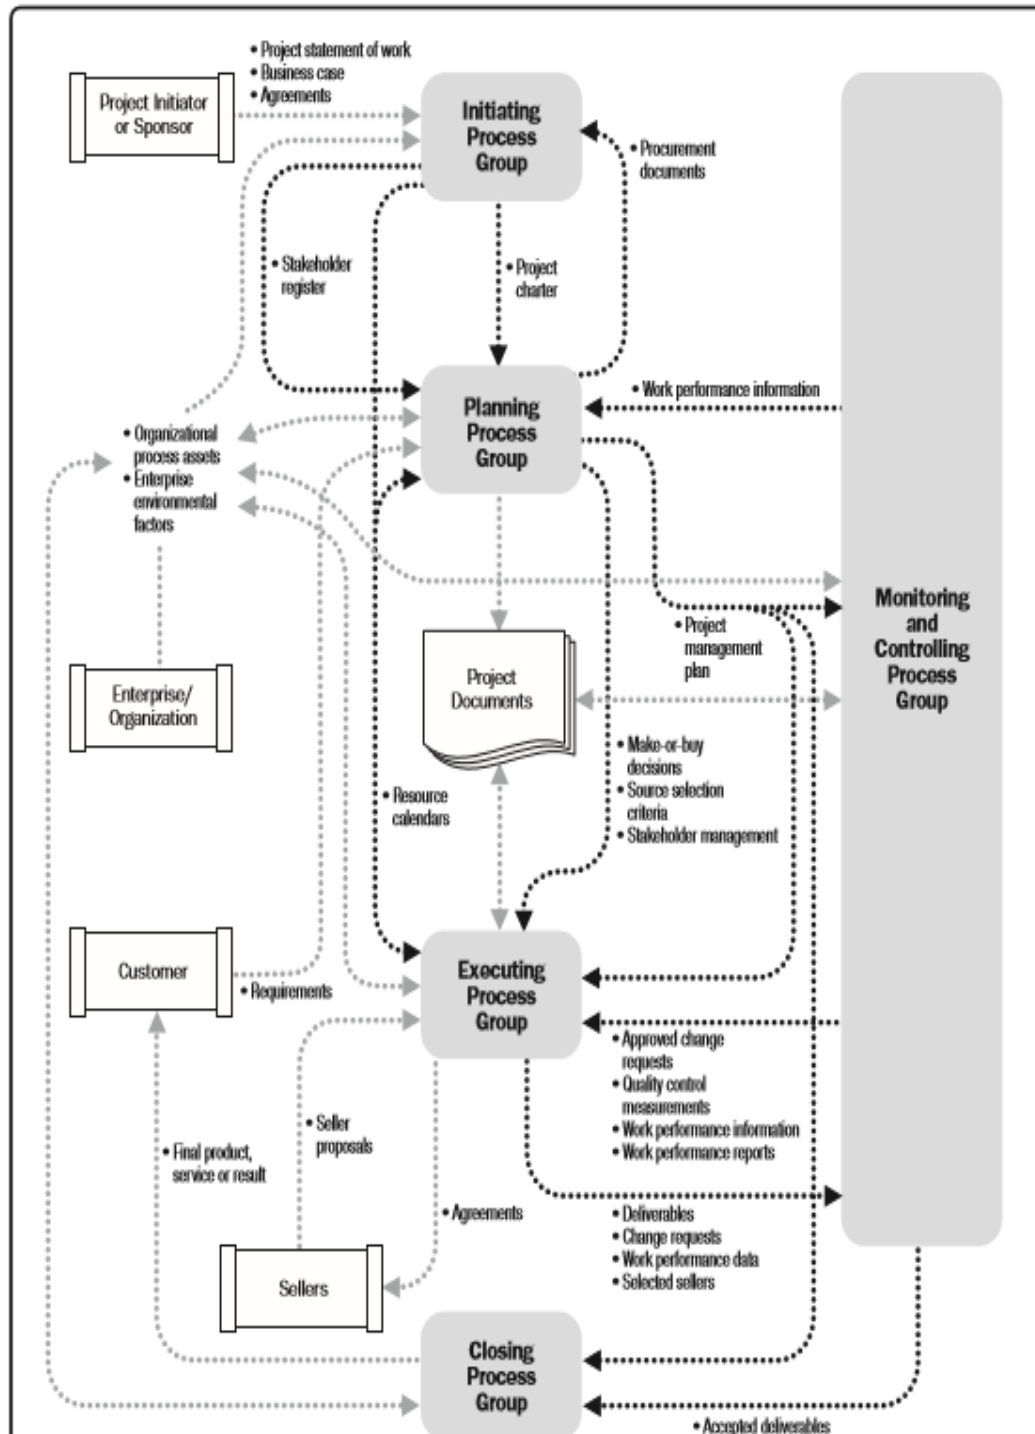 • Project statement of work
• Business case
• Agreements
Project Initiator
or Sponsor
Initiating
Process
Group
• Procurement
documents
• Stakeholder
register
• Project
charter
Planning
Process
Group
• Work performance information
• Organizational
process assets
• Enterprise
environmental
factors
Monitoring
and
Controlling
Process
Group
• Project
management
plan
Project
Documents
Enterprise/
Organization
• Make-or-buy
decisions
• Source selection
criteria
• Stakeholder management
• Resource
calendars
Customer
• Requirements
Executing
Process
Group
• Approved change
requests
• Quality control
measurements
• Work performance information
• Work performance reports
• Seller
proposals
• Final product,
service or result
• Agreements
• Deliverables
• Change requests
• Work performance data
• Selected sellers
Sellers
Closing
Process
Group
• Accepted deliverables